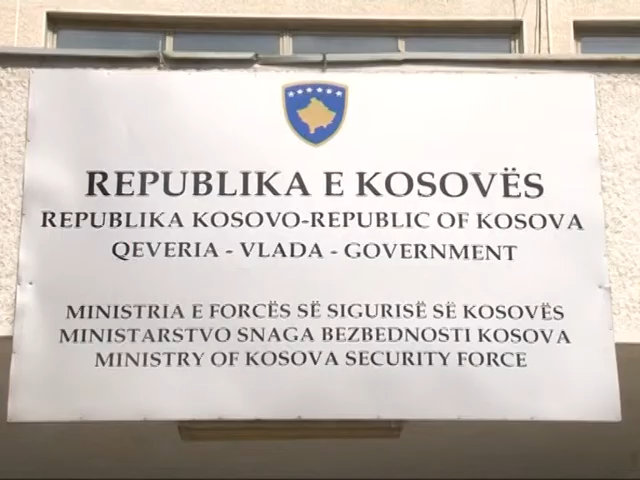 REPUBLIKA E KOSOVËS
REPUBLIKA KOSOVO-REPUBLIC OF KOSOVA
QEVERIA - VLADA - GOVERNMENT
MINISTRIA E FORCËS SË SIGURISË SË KOSOVËS
MINISTARSTVO SNAGA BEZBEDNOSTI KOSOVA
MINISTRY OF KOSOVA SECURITY FORCE